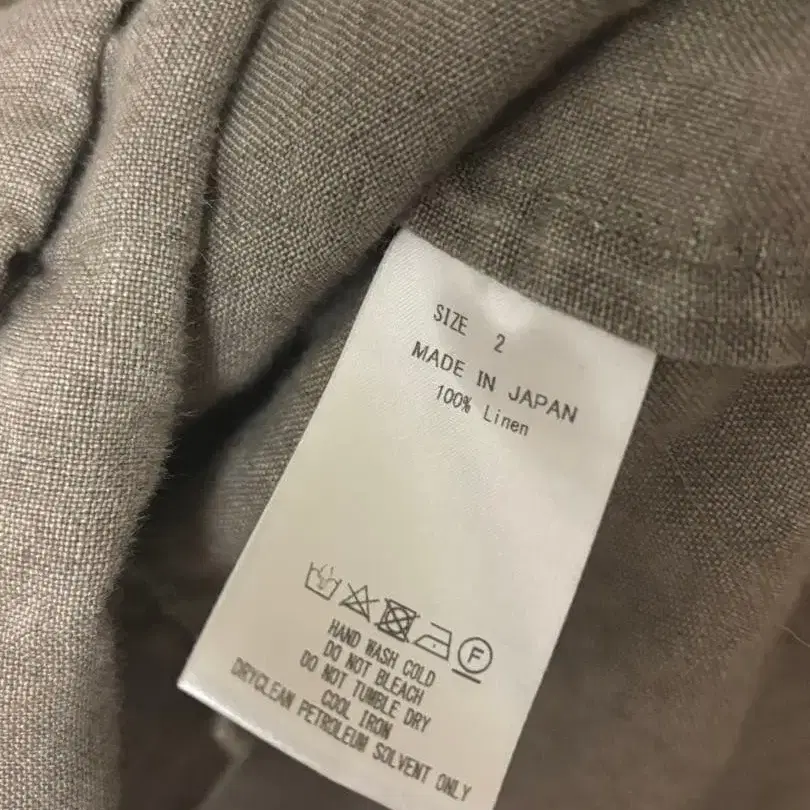 SIZE 2
MADE IN JAPAN
100% Linen
F
HAND WASH COLD
DO NOT BLEACH
DO NOT TUMBLE DRY
COOL IRON
DRYCLEAN PETROLEUM SOLVENT ONLY